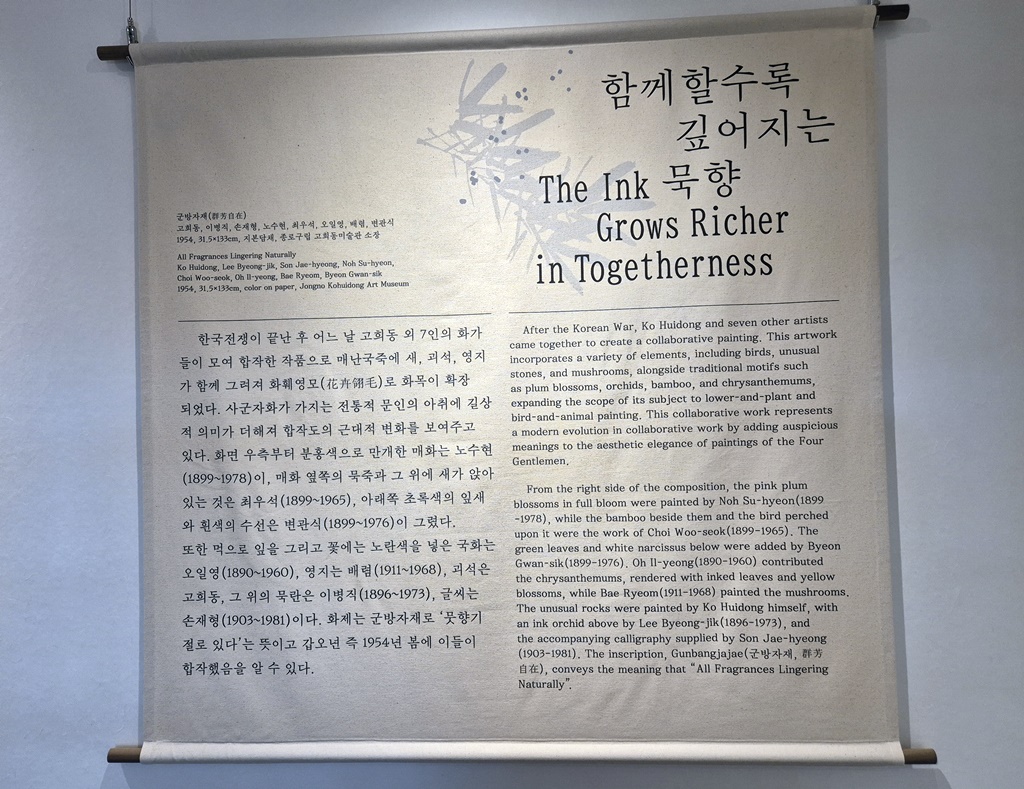 함께할수록
깊어지는
The Ink 묵향
Grows Richer
in Togetherness
군방자재(群芳自在)
고희동, 이병직, 손재형, 노수현, 최우석, 오일영, 배렴, 변관식
1954, 31.5×133cm, 지본담채, 종로구립 고희동미술관 소장
All Fragrances Lingering Naturally
Ko Huidong, Lee Byeong-jik, Son Jae-hyeong, Noh Su-hyeon,
Choi Woo-seok, Oh Il-yeong, Bae Ryeom, Byeon Gwan-sik
1954, 31.5×133cm, color on paper, Jongno Kohuidong Art Museum
한국전쟁이 끝난 후 어느 날 고희동 외 7인의 화가
들이 모여 합작한 작품으로 매난국죽에 새, 괴석, 영지
가 함께 그려져 화훼영모(花卉翎毛)로 화목이 확장
되었다. 사군자화가 가지는 전통적 문인의 아취에 길상
적 의미가 더해져 합작도의 근대적 변화를 보여주고
있다. 화면 우측부터 분홍색으로 만개한 매화는 노수현
(1899~1978)이, 매화 옆쪽의 묵죽과 그 위에 새가 앉아
있는 것은 최우석(1899~1965), 아래쪽 초록색의 잎새
와 흰색의 수선은 변관식(1899~1976)이 그렸다.
또한 먹으로 잎을 그리고 꽃에는 노란색을 넣은 국화는
오일영(1890~1960), 영지는 배렴(1911~1968), 괴석은
고희동, 그 위의 묵란은 이병직(1896~1973), 글씨는
손재형(1903~1981)이다. 화제는 군방자재로 ‘뭇향기
절로 있다’는 뜻이고 갑오년 즉 1954년 봄에 이들이
합작했음을 알 수 있다.
After the Korean War, Ko Huidong and seven other artists
came together to create a collaborative painting. This artwork
incorporates a variety of elements, including birds, unusual
stones, and mushrooms, alongside traditional motifs such
as plum blossoms, orchids, bamboo, and chrysanthemums,
expanding the scope of its subject to lower-and-plant and
bird-and-animal painting. This collaborative work represents
a modern evolution in collaborative work by adding auspicious
meanings to the aesthetic elegance of paintings of the Four
Gentlemen.
From the right side of the composition, the pink plum
blossoms in full bloom were painted by Noh Su-hyeon(1899
-1978), while the bamboo beside them and the bird perched
upon it were the work of Choi Woo-seok(1899-1965). The
green leaves and white narcissus below were added by Byeon
Gwan-sik(1899-1976). Oh Il-yeong(1890-1960) contributed
the chrysanthemums, rendered with inked leaves and yellow
blossoms, while Bae Ryeom(1911-1968) painted the mushrooms.
The unusual rocks were painted by Ko Huidong himself, with
an ink orchid above by Lee Byeong-jik(1896-1973), and
the accompanying calligraphy supplied by Son Jae-hyeong
(1903-1981). The inscription, Gunbangjajae(군방자재, 群芳
自在), conveys the meaning that “All Fragrances Lingering
Naturally”.